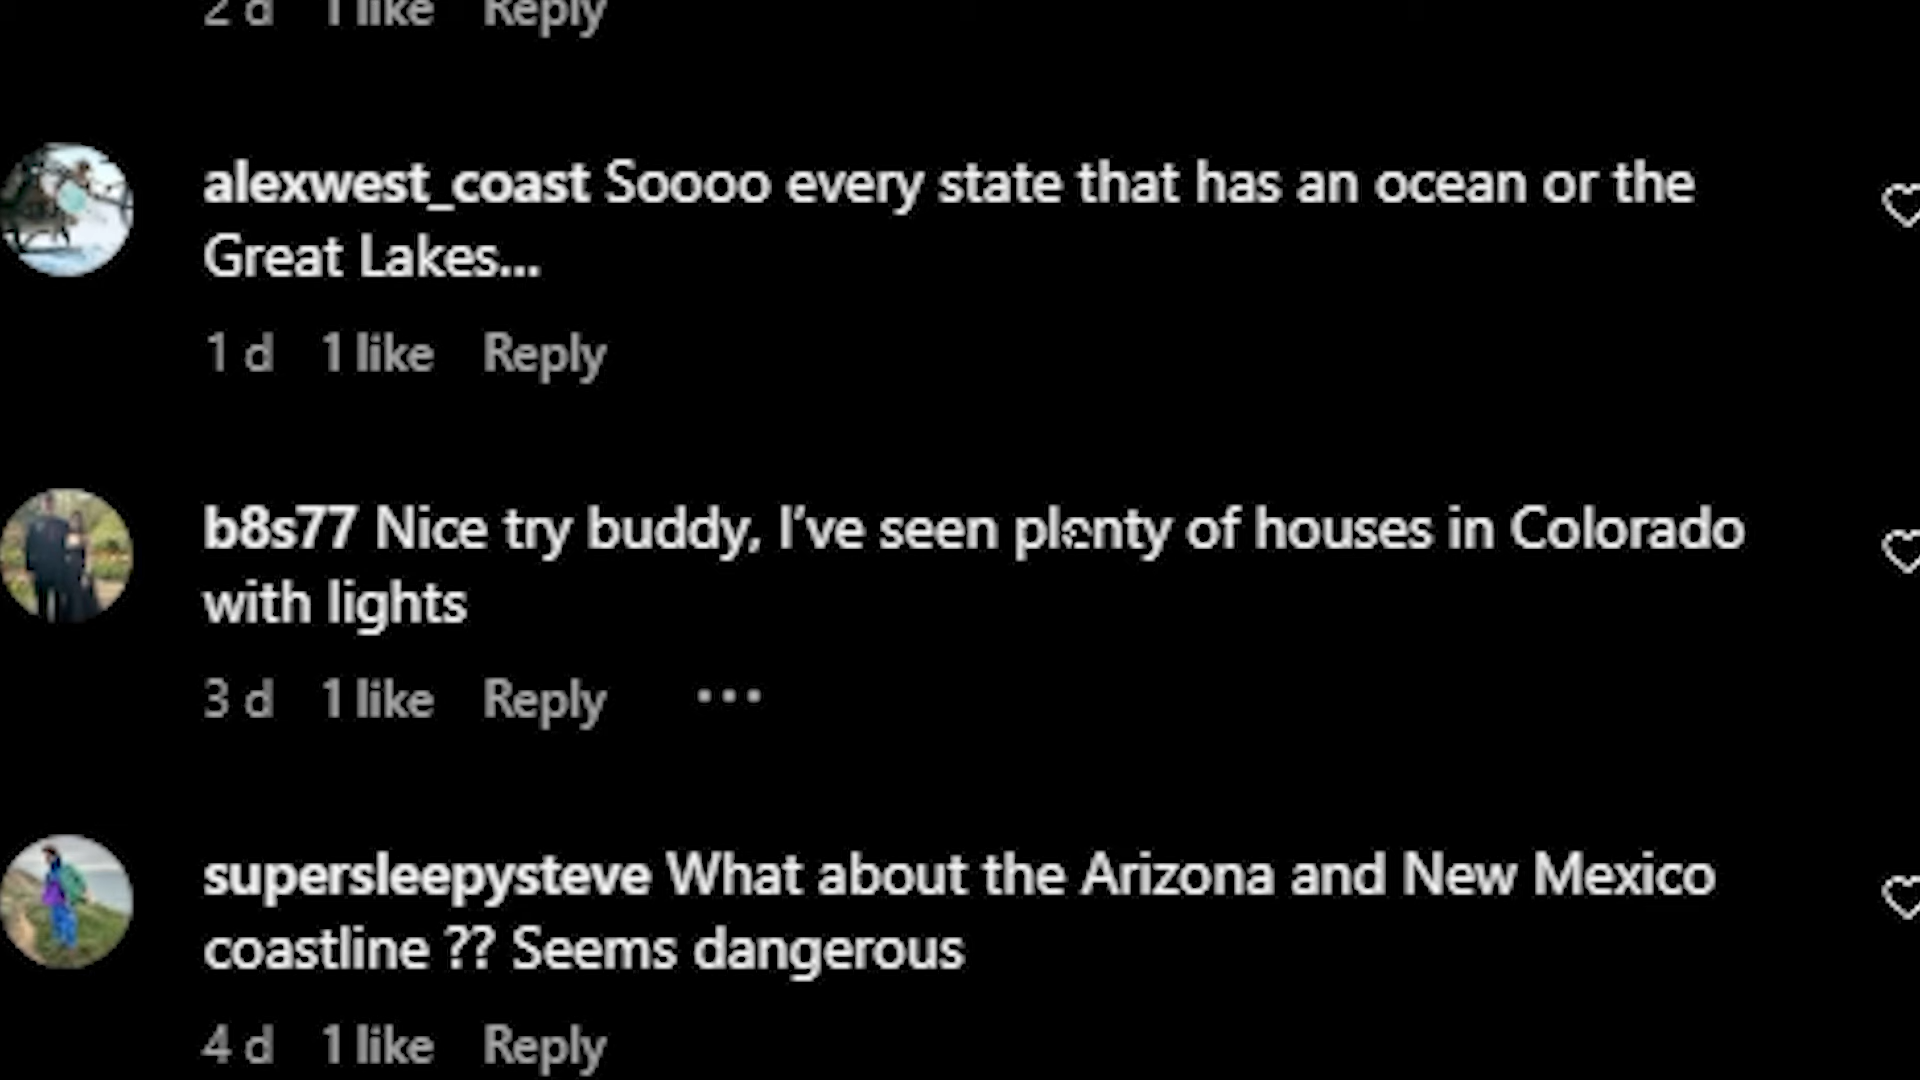 2 d 1 like Reply
alexwest_coast Soooo every state that has an ocean or the
Great Lakes...
1 d 1 like Reply
b8s77 Nice try buddy, I've seen plenty of houses in Colorado
with lights
3 d 1 like Reply ...
supersleepysteve What about the Arizona and New Mexico
coastline ?? Seems dangerous
4 d 1 like Reply